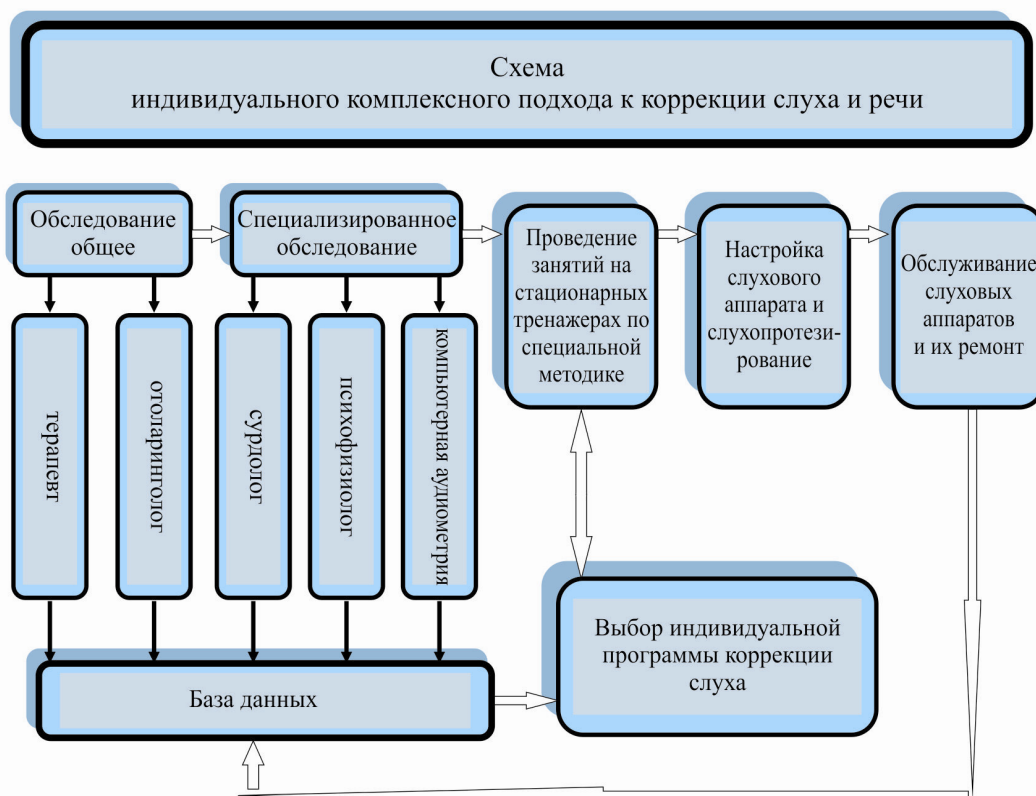 Схема
индивидуального комплексного подхода к коррекции слуха и речи
Обследование
общее
Специализированное
обследование
Проведение
занятий на
стационарных
тренажерах по
специальной
методике
Настройка
слухового
аппарата и
слухопротези-
рование
Обслуживание
слуховых
аппаратов
и их ремонт
терапевт
отоларинголог
сурдолог
психофизиолог
компьютерная аудиометрия
База данных
Выбор индивидуальной
программы коррекции
слуха